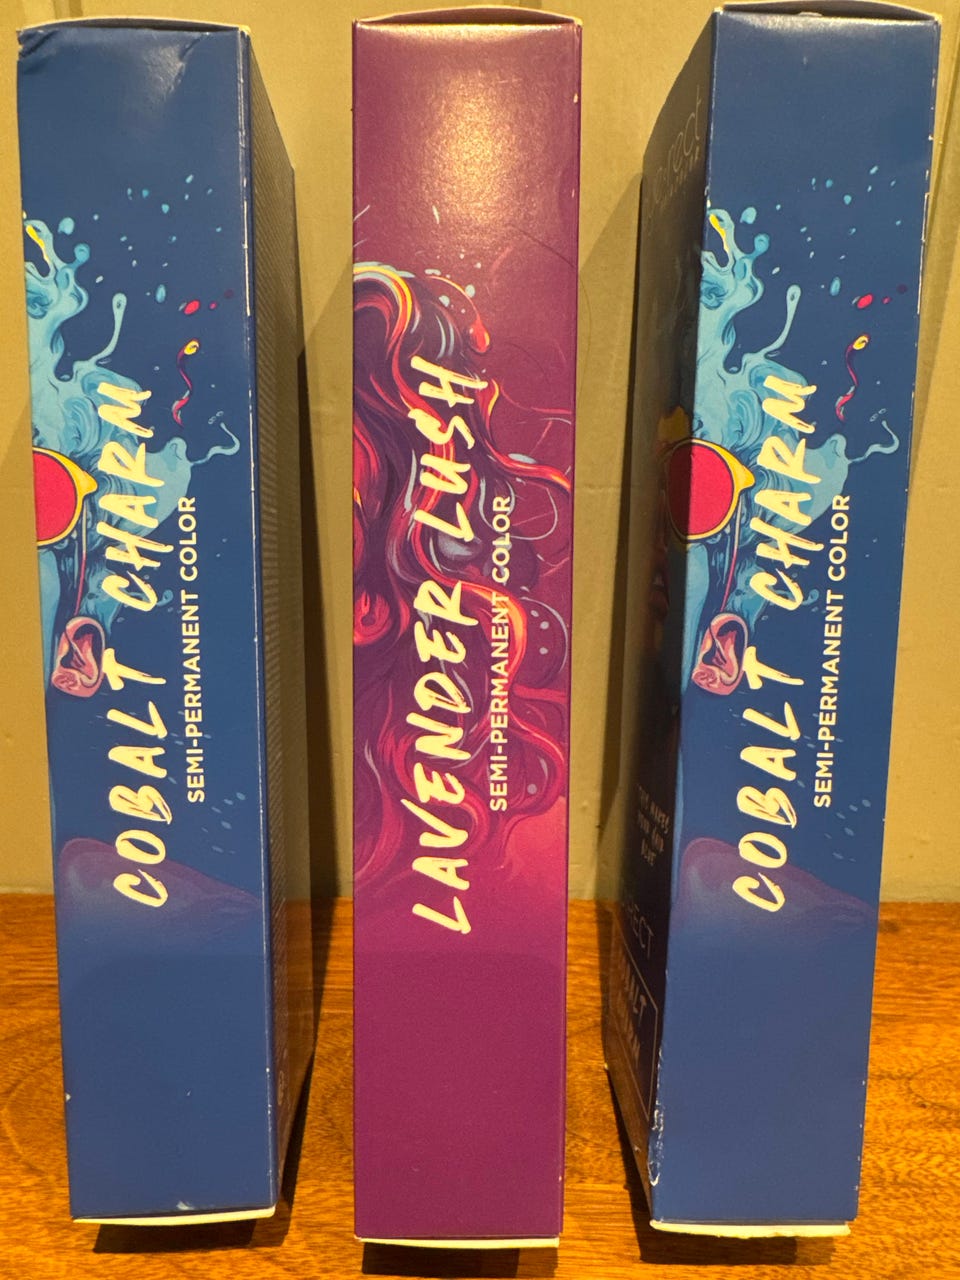 COBALT CHARM
SEMI-PERMANENT COLOR
LAVENDER LUSH
SEMI-PERMANENT COLOR
COBALT CHARM
SEMI-PERMANENT COLOR